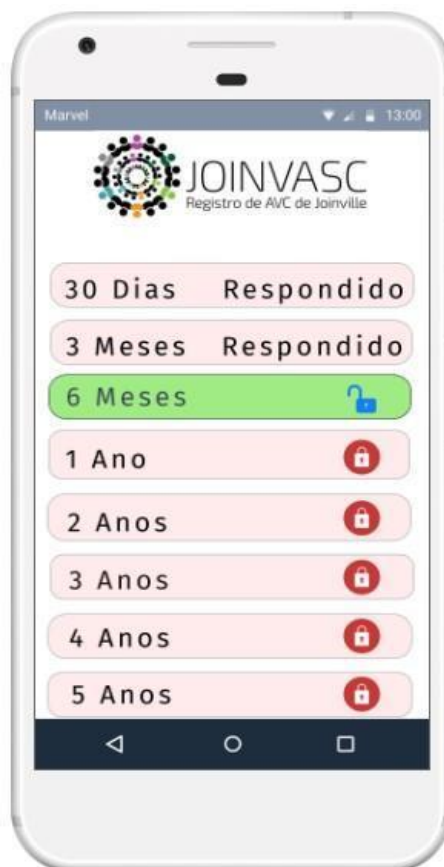 Marvel 13:00
JOINVASC
Registro de AVC de Joinville
30 Dias Respondido
3 Meses Respondido
6 Meses
1 Ano
2 Anos
3 Anos
4 Anos
5 Anos